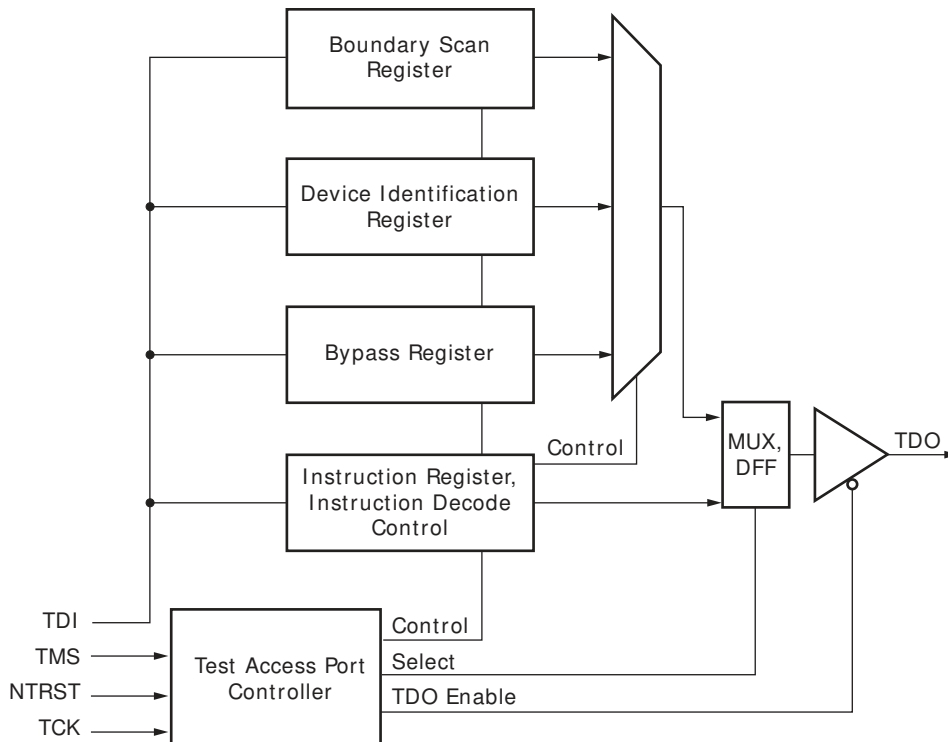 Boundary Scan
Register
Device Identification
Register
Bypass Register
Control
Instruction Register,
Instruction Decode
Control
MUX,
DFF
TDO
TDI
TMS
NTRST
TCK
Test Access Port
Controller
Control
Select
TDO Enable